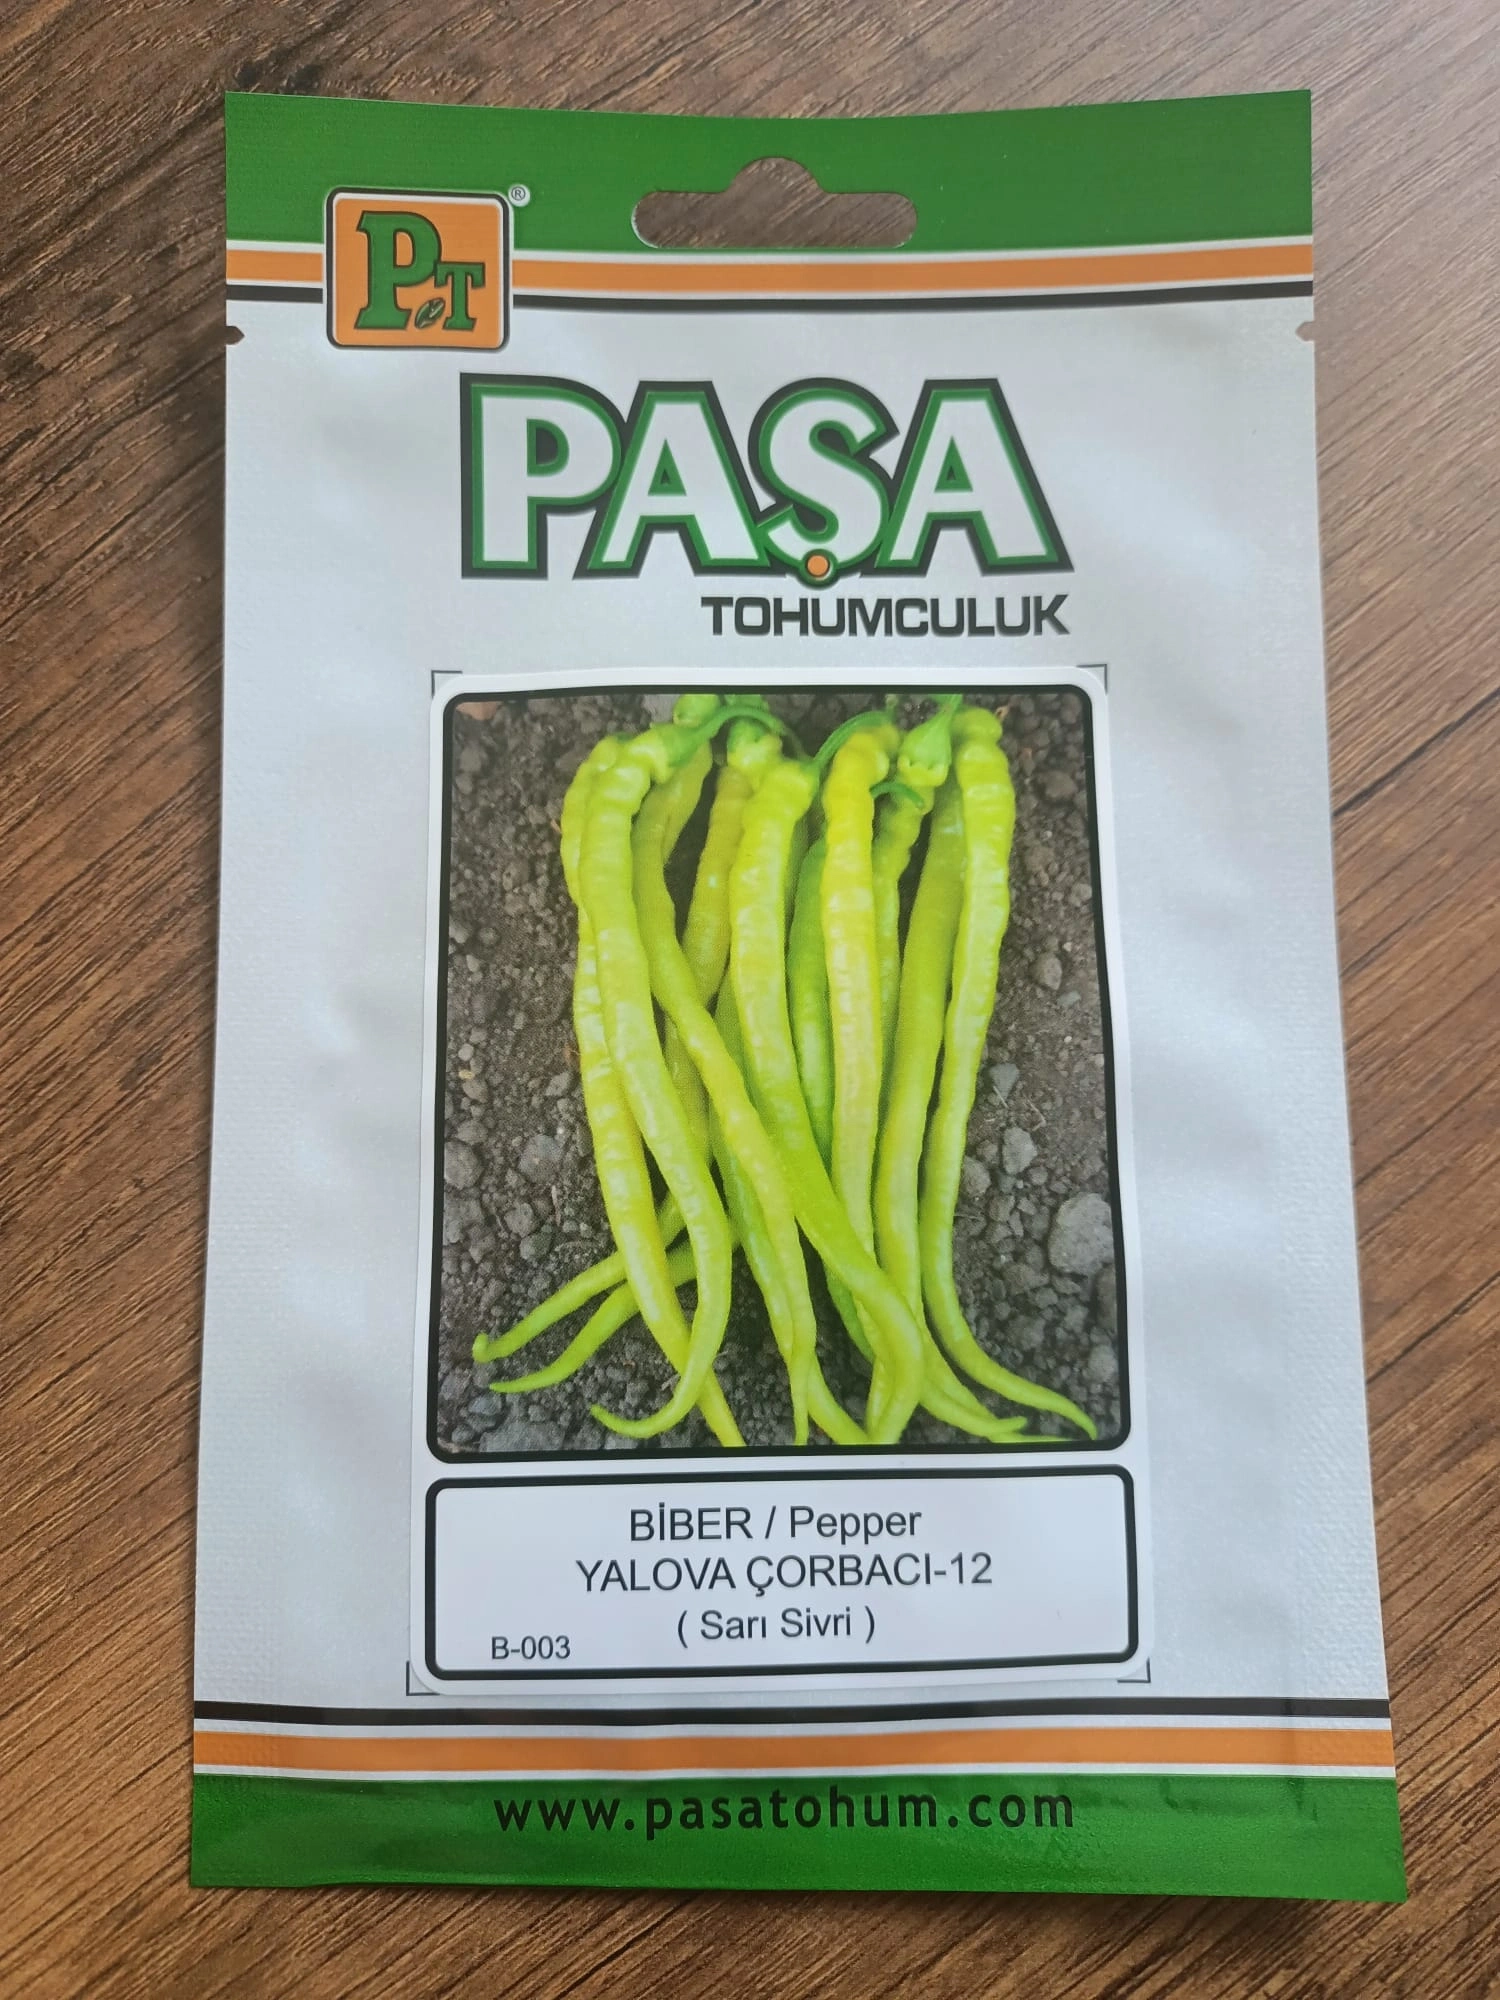 PT ®
PAŞA
TOHUMCULUK
BİBER / Pepper
YALOVA ÇORBACI-12
( Sarı Sivri )
B-003
www.pasatohum.com